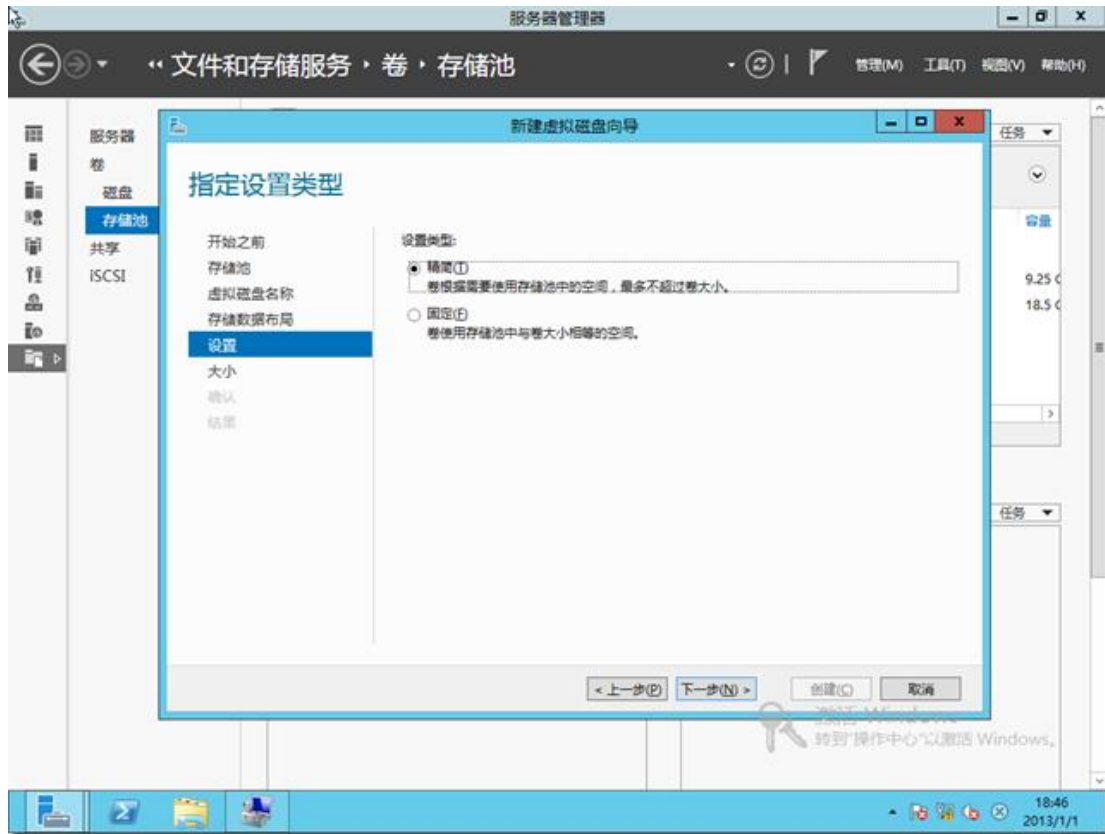 服务器管理器
文件和存储服务 · 卷 · 存储池
管理(M) 工具(T) 视图(V) 帮助(H)
服务器
卷
磁盘
存储池
共享
iSCSI
任务
容量
9.25
18.5
任务
新建虚拟磁盘向导
指定设置类型
开始之前
存储池
虚拟磁盘名称
存储数据布局
设置
大小
确认
结果
设置类型:
精简(T)
卷根据需要使用存储池中的空间，最多不超过卷大小。
固定(F)
卷使用存储池中与卷大小相等的空间。
< 上一步(P) 下一步(N) > 创建(C) 取消
激活 Windows
转到"操作中心"以激活 Windows。
18:46
2013/1/1